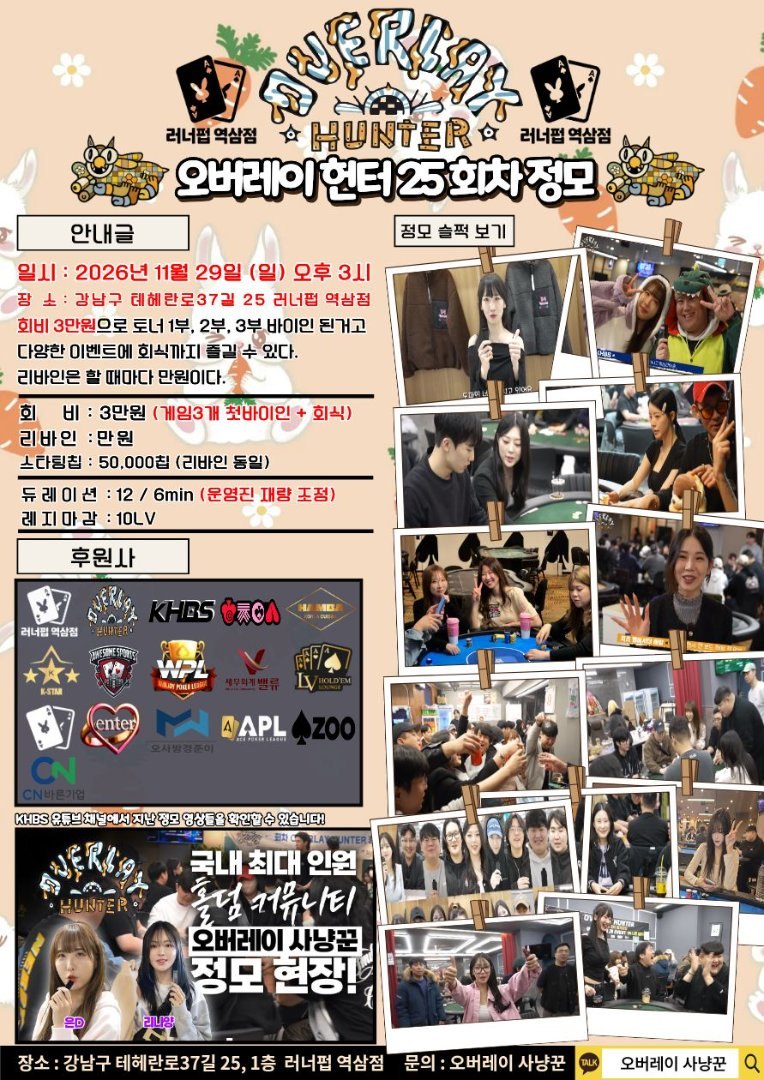 OVERLAY
HUNTER
러너펍 역삼점
러너펍 역삼점
오버레이 헌터 25 회차 정모
안내글
일시 : 2026년 11월 29일 (일) 오후 3시
장 소 : 강남구 테헤란로37길 25 러너펍 역삼점
회비 3만원으로 토너 1부, 2부, 3부 바이인 된거고
다양한 이벤트에 회식까지 즐길 수 있다.
리바인은 할 때마다 만원이다.
회 비 : 3만원 (게임3개 첫바이인 + 회식)
리바인 : 만원
스타팅칩 : 50,000칩 (리바인 동일)
듀레이션 : 12 / 6min (운영진 재량 조정)
레지마감 : 10LV
후원사
러너펍 역삼점
OVERLAY
HUNTER
KHBS
HAMBA
K-STAR
AWESOME SPORTS
WPL
세무회계 밸류
LV HOLD'EM
LOUNGE
enter
오사방경준이
APL
ACE POKER LEAGUE
ZOO
CN
CN바른기업
KHBS 유튜브 채널에서 지난 정모 영상들을 확인할 수 있습니다!
OVERLAY
HUNTER
국내 최대 인원
홀덤 커뮤니티
오버레이 사냥꾼
정모 현장!
은D
리나양
정모 슬쩍 보기
KHBS
장소 : 강남구 테헤란로37길 25, 1층 러너펍 역삼점
문의 : 오버레이 사냥꾼
TALK
오버레이 사냥꾼